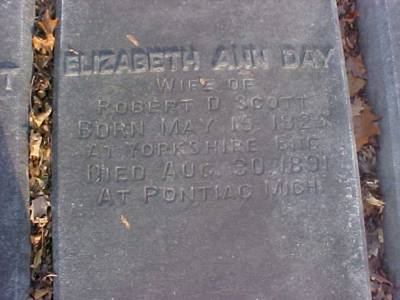 ELIZABETH ANN DAY
WIFE OF
ROBERT D. SCOTT
BORN MAY 13 1825
AT YORKSHIRE ENG.
DIED AUG. 30 1891
AT PONTIAC MICH.
T